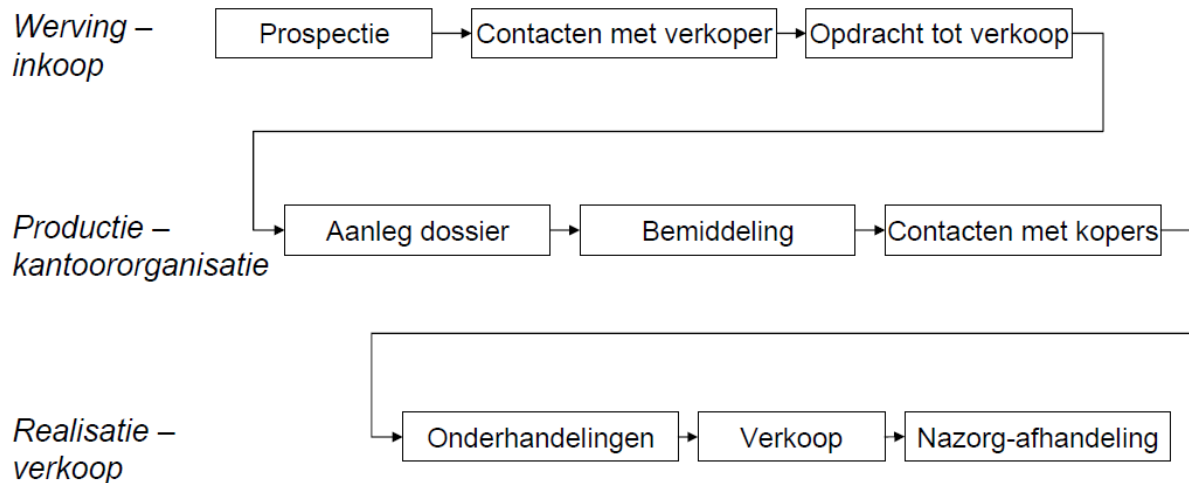 Werving –
inkoop
Prospectie
Contacten met verkoper
Opdracht tot verkoop
Productie –
kantoororganisatie
Aanleg dossier
Bemiddeling
Contacten met kopers
Realisatie –
verkoop
Onderhandelingen
Verkoop
Nazorg-afhandeling